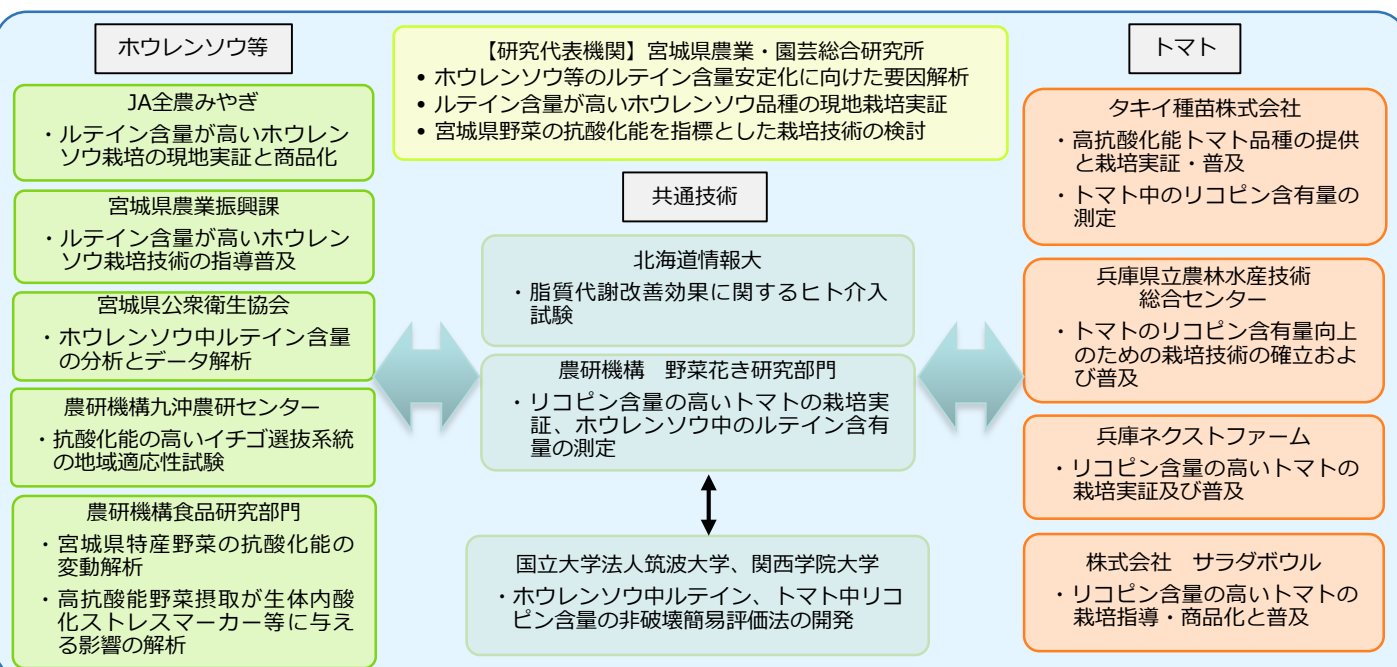 ホウレンソウ等
JA全農みやぎ
・ルテイン含量が高いホウレン
ソウ栽培の現地実証と商品化
宮城県農業振興課
・ルテイン含量が高いホウレン
ソウ栽培技術の指導普及
宮城県公衆衛生協会
・ホウレンソウ中ルテイン含量
の分析とデータ解析
農研機構九沖農研センター
・抗酸化能の高いイチゴ選抜系統
の地域適応性試験
農研機構食品研究部門
・宮城県特産野菜の抗酸化能の
変動解析
・高抗酸能野菜摂取が生体内酸
化ストレスマーカー等に与え
る影響の解析
【研究代表機関】宮城県農業・園芸総合研究所
• ホウレンソウ等のルテイン含量安定化に向けた要因解析
• ルテイン含量が高いホウレンソウ品種の現地栽培実証
• 宮城県野菜の抗酸化能を指標とした栽培技術の検討
共通技術
北海道情報大
・脂質代謝改善効果に関するヒト介入
試験
農研機構　野菜花き研究部門
・リコピン含量の高いトマトの栽培実
証、ホウレンソウ中のルテイン含有
量の測定
国立大学法人筑波大学、関西学院大学
・ホウレンソウ中ルテイン、トマト中リコ
ピン含量の非破壊簡易評価法の開発
トマト
タキイ種苗株式会社
・高抗酸化能トマト品種の提供
と栽培実証・普及
・トマト中のリコピン含有量の
測定
兵庫県立農林水産技術
総合センター
・トマトのリコピン含有量向上
のための栽培技術の確立およ
び普及
兵庫ネクストファーム
・リコピン含量の高いトマトの
栽培実証及び普及
株式会社　サラダボウル
・リコピン含量の高いトマトの
栽培指導・商品化と普及